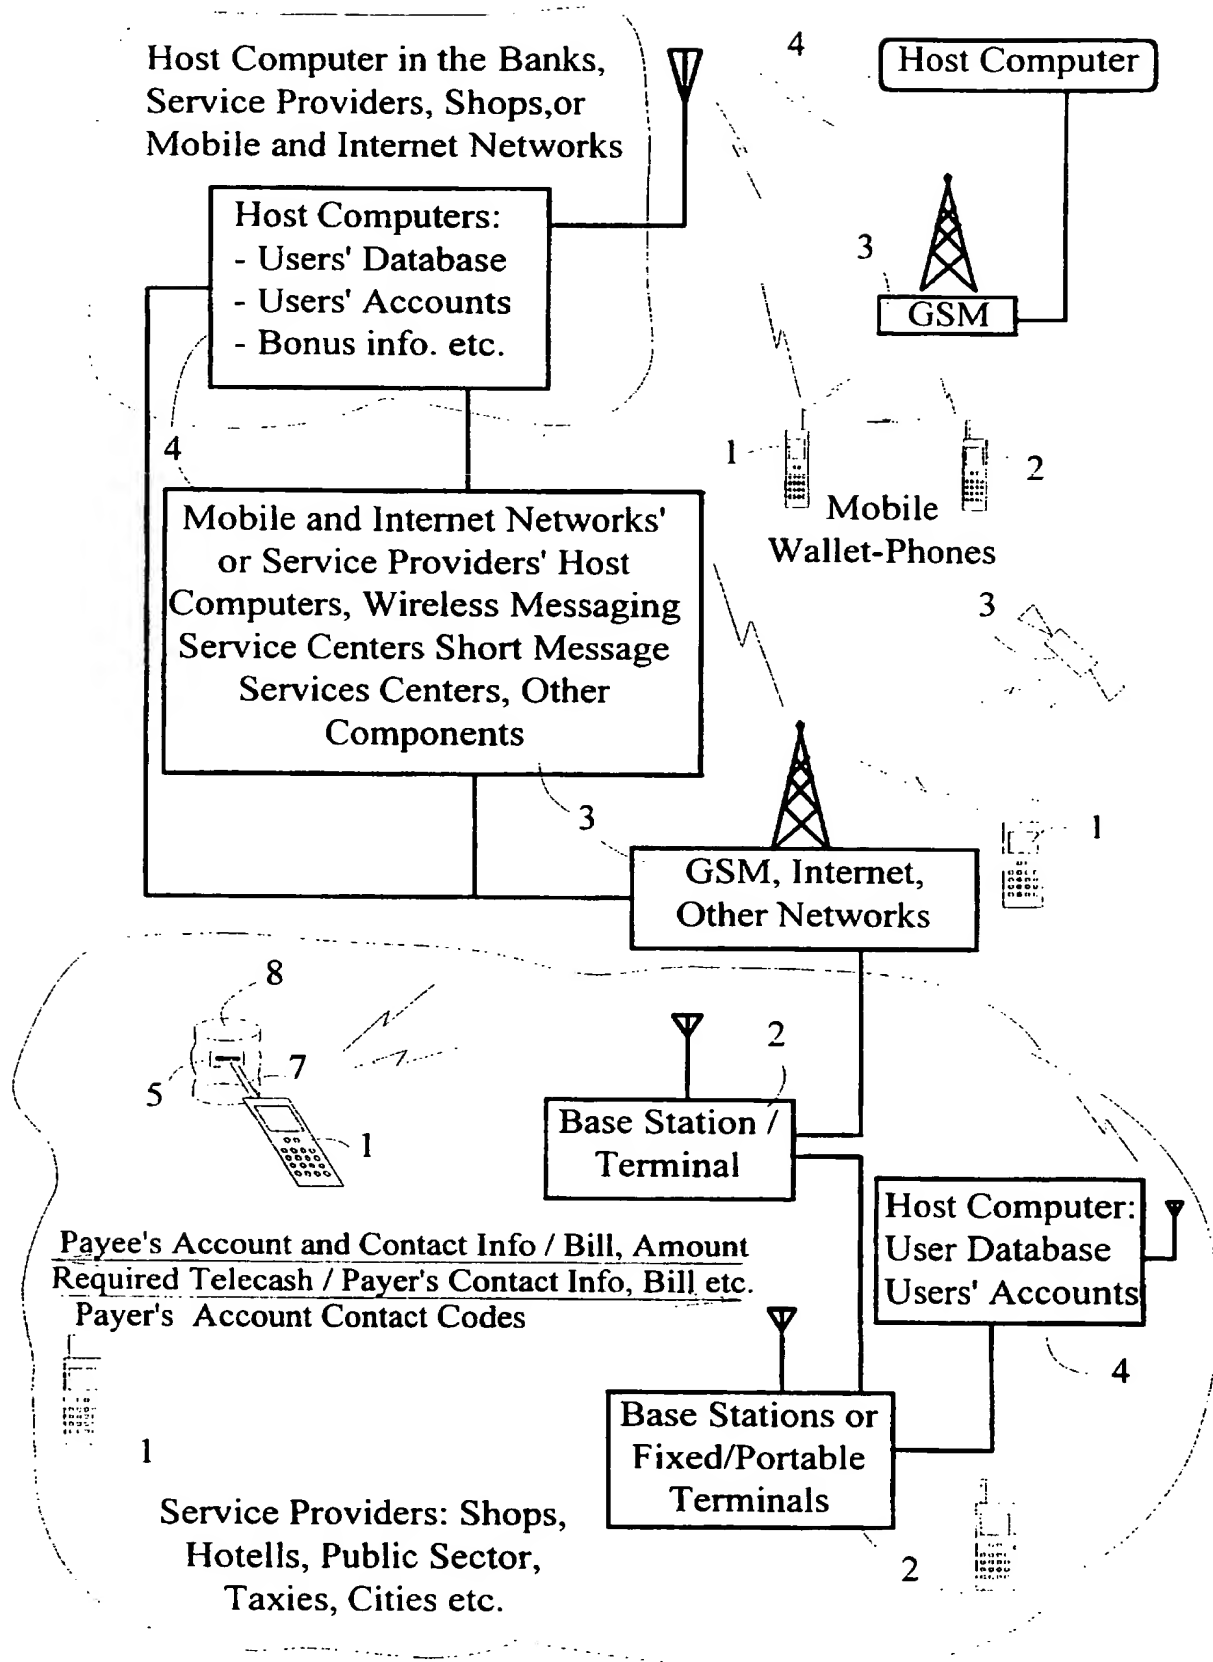 Host Computer in the Banks,
Service Providers, Shops,or
Mobile and Internet Networks
4
Host Computer
Host Computers:
- Users' Database
- Users' Accounts
- Bonus info. etc.
3
GSM
4
1
2
Mobile
Wallet-Phones
Mobile and Internet Networks'
or Service Providers' Host
Computers, Wireless Messaging
Service Centers Short Message
Services Centers, Other
Components
3
3
1
GSM, Internet,
Other Networks
8
5
7
1
2
Base Station /
Terminal
Host Computer:
User Database
Users' Accounts
4
Payee's Account and Contact Info / Bill, Amount
Required Telecash / Payer's Contact Info, Bill etc.
Payer's Account Contact Codes
1
Base Stations or
Fixed/Portable
Terminals
2
Service Providers: Shops,
Hotells, Public Sector,
Taxies, Cities etc.